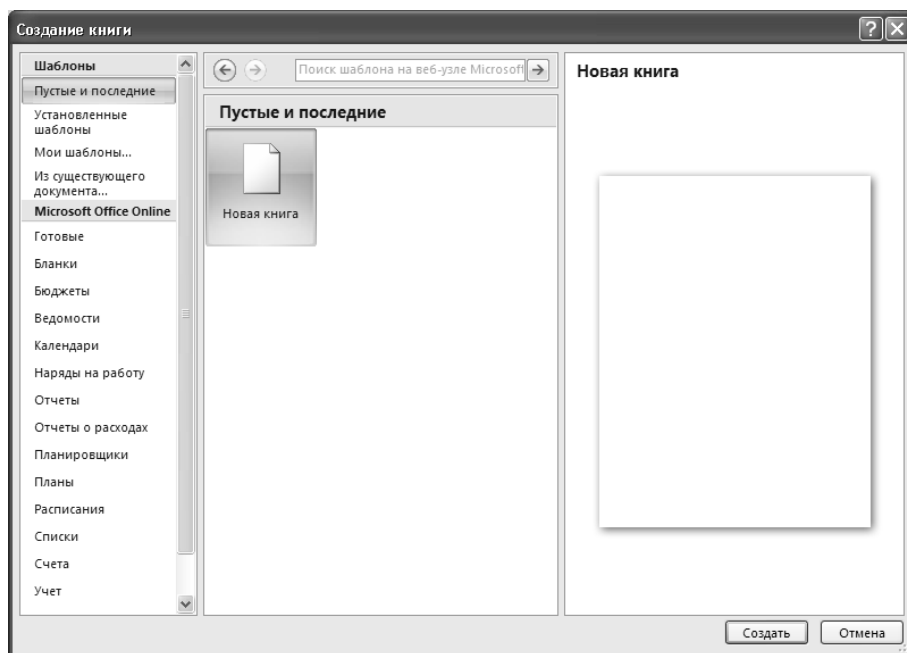 Создание книги
Шаблоны
Пустые и последние
Установленные
шаблоны
Мои шаблоны...
Из существующего
документа...
Microsoft Office Online
Готовые
Бланки
Бюджеты
Ведомости
Календари
Наряды на работу
Отчеты
Отчеты о расходах
Планировщики
Планы
Расписания
Списки
Счета
Учет
Поиск шаблона на веб-узле Microsoft
Пустые и последние
Новая книга
Новая книга
Создать
Отмена